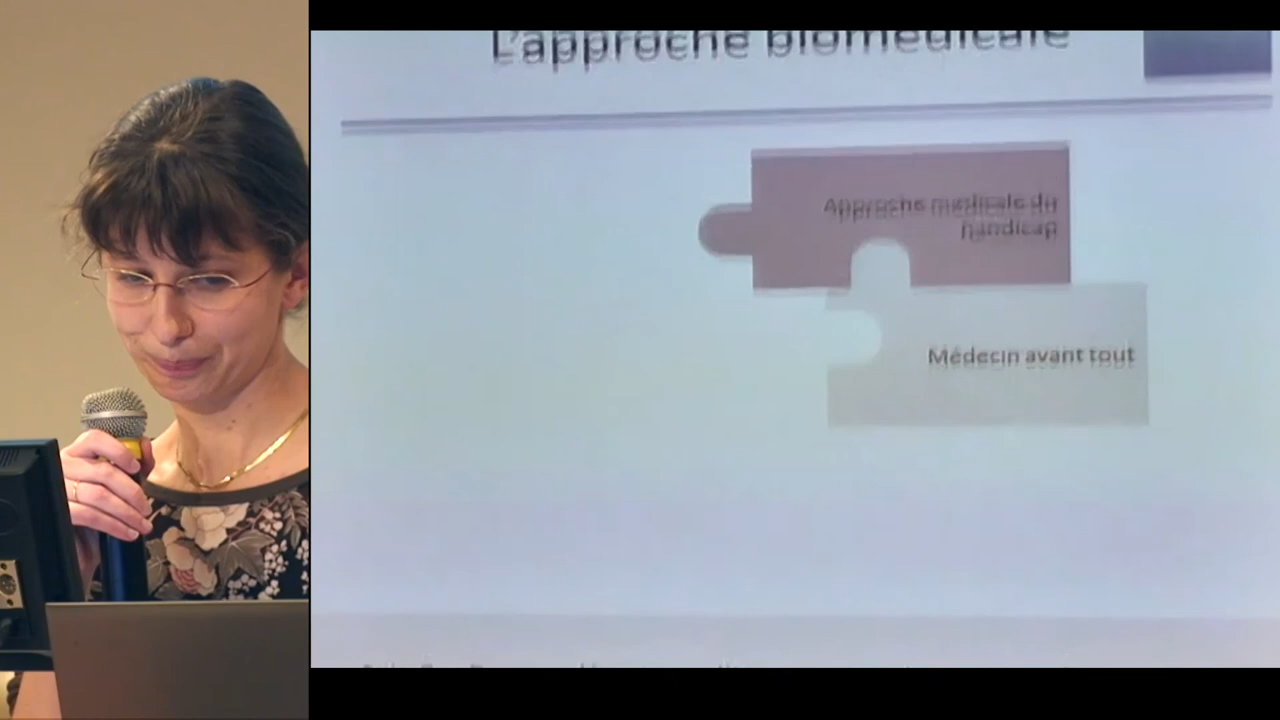 L'approche biomédicale
Approche médicale du
handicap
Médecin avant tout